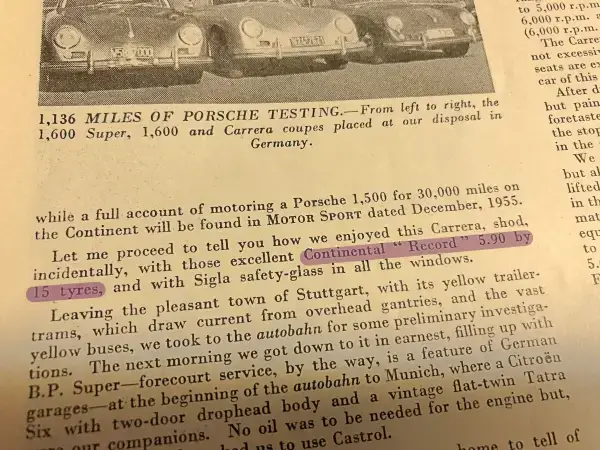 1,136 MILES OF PORSCHE TESTING.—From left to right, the
1,600 Super, 1,600 and Carrera coupes placed at our disposal in
Germany.
while a full account of motoring a Porsche 1,500 for 30,000 miles on
the Continent will be found in MOTOR SPORT dated December, 1955.
Let me proceed to tell you how we enjoyed this Carrera, shod,
incidentally, with those excellent Continental "Record" 5.90 by
15 tyres, and with Sigla safety-glass in all the windows.
Leaving the pleasant town of Stuttgart, with its yellow trailer-
trams, which draw current from overhead gantries, and the vast
yellow buses, we took to the autobahn for some preliminary investiga-
tions. The next morning we got down to it in earnest, filling up with
B.P. Super—forecourt service, by the way, is a feature of German
garages—at the beginning of the autobahn to Munich, where a Citroën
Six with two-door drophead body and a vintage flat-twin Tatra
our companions. No oil was to be needed for the engine but,
us to use Castrol.
to 5,000 r.p.m.
6,000 r.p.m.
(6,000 r.p.m.
The Carre
not excessi
seats are
car of this
After d
but pain
foretaste
the stop
in the
We
but al
lifted
in th
mat
equ
to
5.
home to tell of